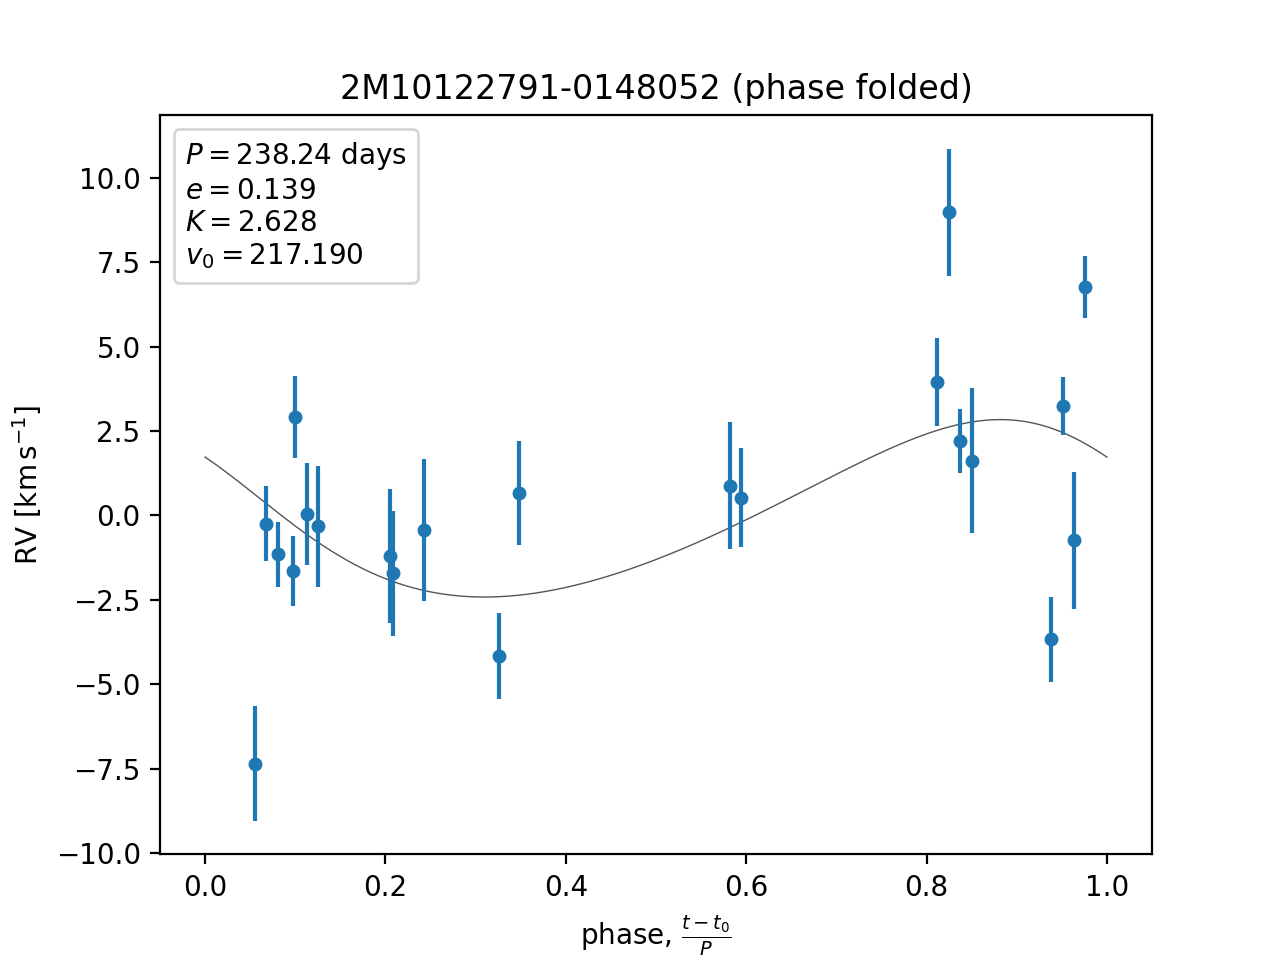 2M10122791-0148052 (phase folded)
P = 238.24 days
e = 0.139
K = 2.628
v₀ = 217.190
10.0
7.5
5.0
2.5
0.0
−2.5
−5.0
−7.5
−10.0
RV [km s⁻¹]
0.0 0.2 0.4 0.6 0.8 1.0
phase, (t − t₀)/P